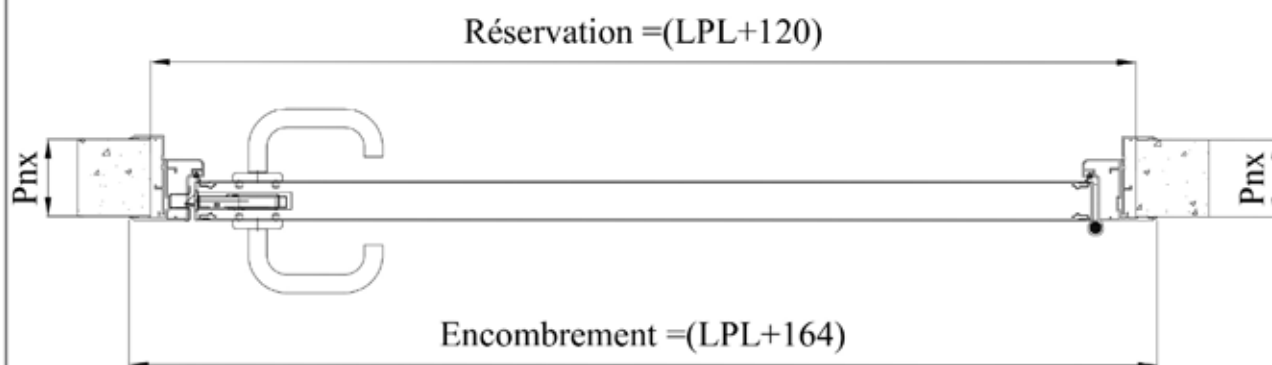 Réservation =(LPL+120)
Pnx
Pnx
Encombrement =(LPL+164)